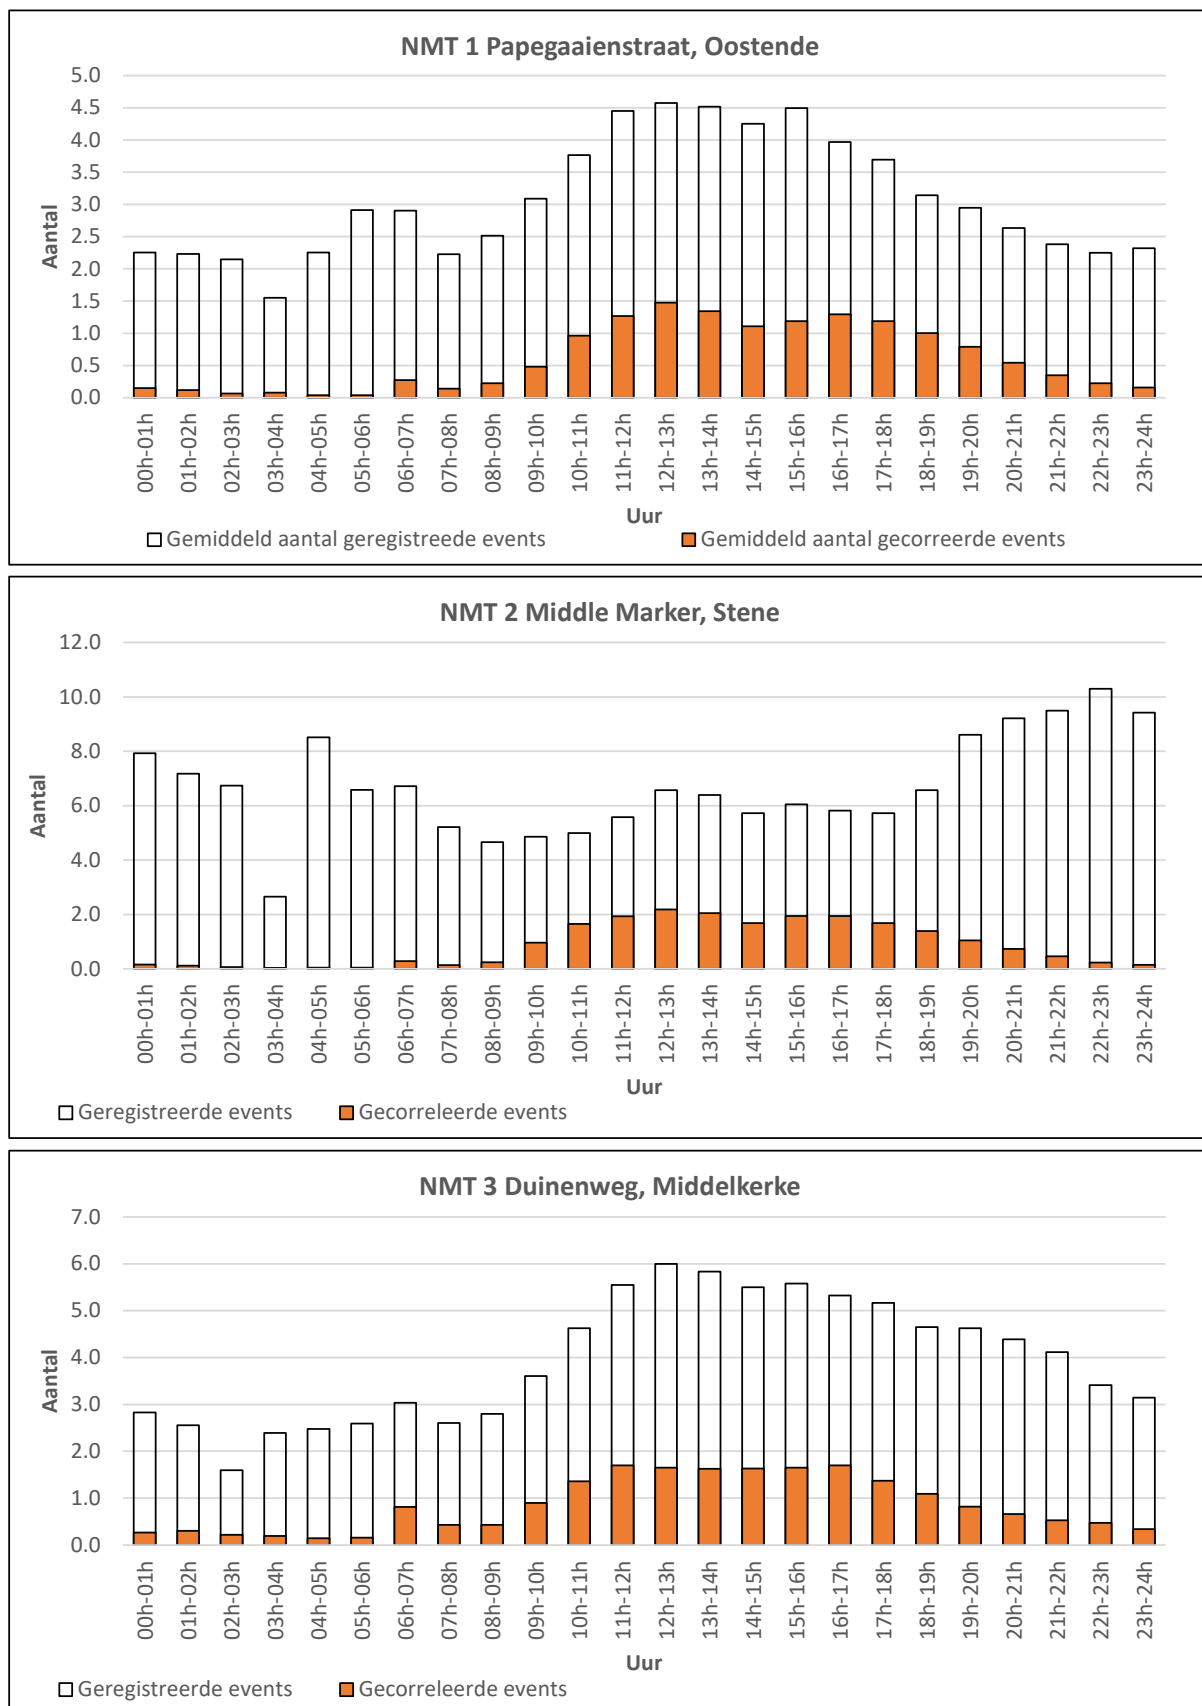 NMT 1 Papegaaienstraat, Oostende
5.0
4.5
4.0
3.5
3.0
2.5
2.0
1.5
1.0
0.5
0.0
Aantal
00h-01h
01h-02h
02h-03h
03h-04h
04h-05h
05h-06h
06h-07h
07h-08h
08h-09h
09h-10h
10h-11h
11h-12h
12h-13h
13h-14h
14h-15h
15h-16h
16h-17h
17h-18h
18h-19h
19h-20h
20h-21h
21h-22h
22h-23h
23h-24h
Uur
Gemiddeld aantal geregistreede events Gemiddeld aantal gecorreerde events
NMT 2 Middle Marker, Stene
12.0
10.0
8.0
6.0
4.0
2.0
0.0
Aantal
00h-01h
01h-02h
02h-03h
03h-04h
04h-05h
05h-06h
06h-07h
07h-08h
08h-09h
09h-10h
10h-11h
11h-12h
12h-13h
13h-14h
14h-15h
15h-16h
16h-17h
17h-18h
18h-19h
19h-20h
20h-21h
21h-22h
22h-23h
23h-24h
Uur
Geregistreerde events Gecorreleerde events
NMT 3 Duinenweg, Middelkerke
7.0
6.0
5.0
4.0
3.0
2.0
1.0
0.0
Aantal
00h-01h
01h-02h
02h-03h
03h-04h
04h-05h
05h-06h
06h-07h
07h-08h
08h-09h
09h-10h
10h-11h
11h-12h
12h-13h
13h-14h
14h-15h
15h-16h
16h-17h
17h-18h
18h-19h
19h-20h
20h-21h
21h-22h
22h-23h
23h-24h
Uur
Geregistreerde events Gecorreleerde events